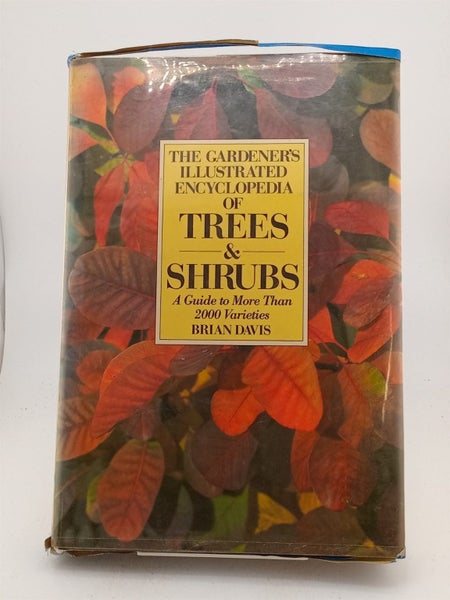 THE GARDENER'S
ILLUSTRATED
ENCYCLOPEDIA
OF
TREES
&
SHRUBS
A Guide to More Than
2000 Varieties
BRIAN DAVIS